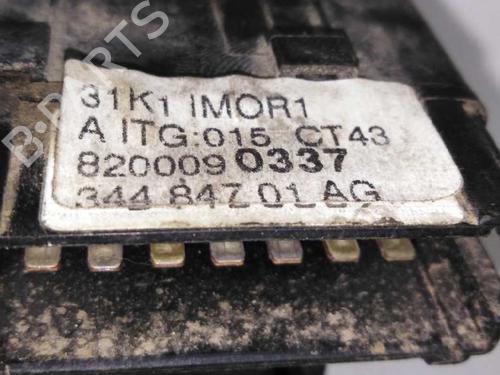 B-PARTS
31K1 IMOR1
A ITG:015 CT43
8200090337
344 847 01 AG